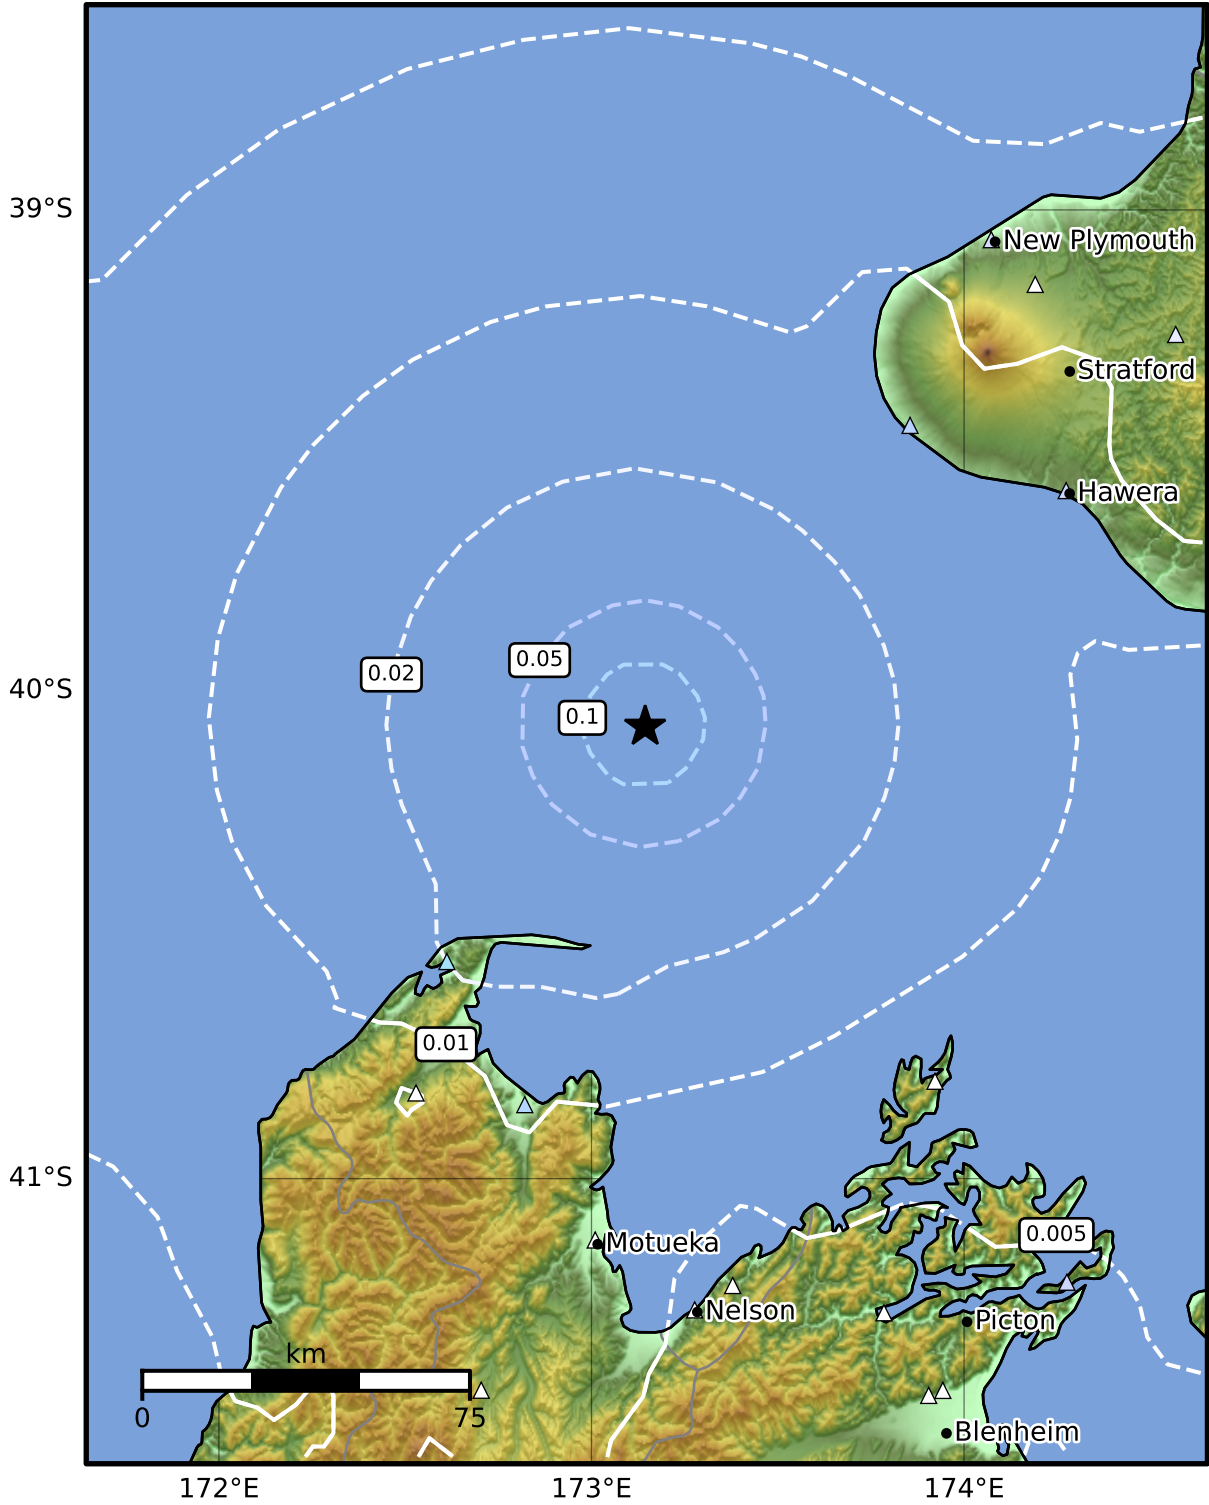 39°S
New Plymouth
Stratford
Hawera
0.05
0.02
40°S
0.1
0.01
41°S
0.005
Motueka
Nelson
Picton
km
0
75
Blenheim
172°E
173°E
174°E